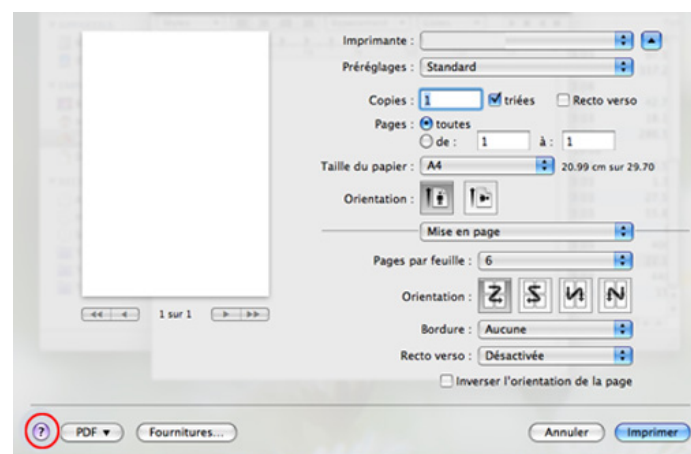 Imprimante :
Préréglages : Standard
Copies : 1 triées Recto verso
Pages : toutes
de : 1 à : 1
Taille du papier : A4 20.99 cm sur 29.70
Orientation :
Mise en page
Pages par feuille : 6
Orientation :
1 sur 1
Bordure : Aucune
Recto verso : Désactivée
Inverser l'orientation de la page
? PDF Fournitures... Annuler Imprimer